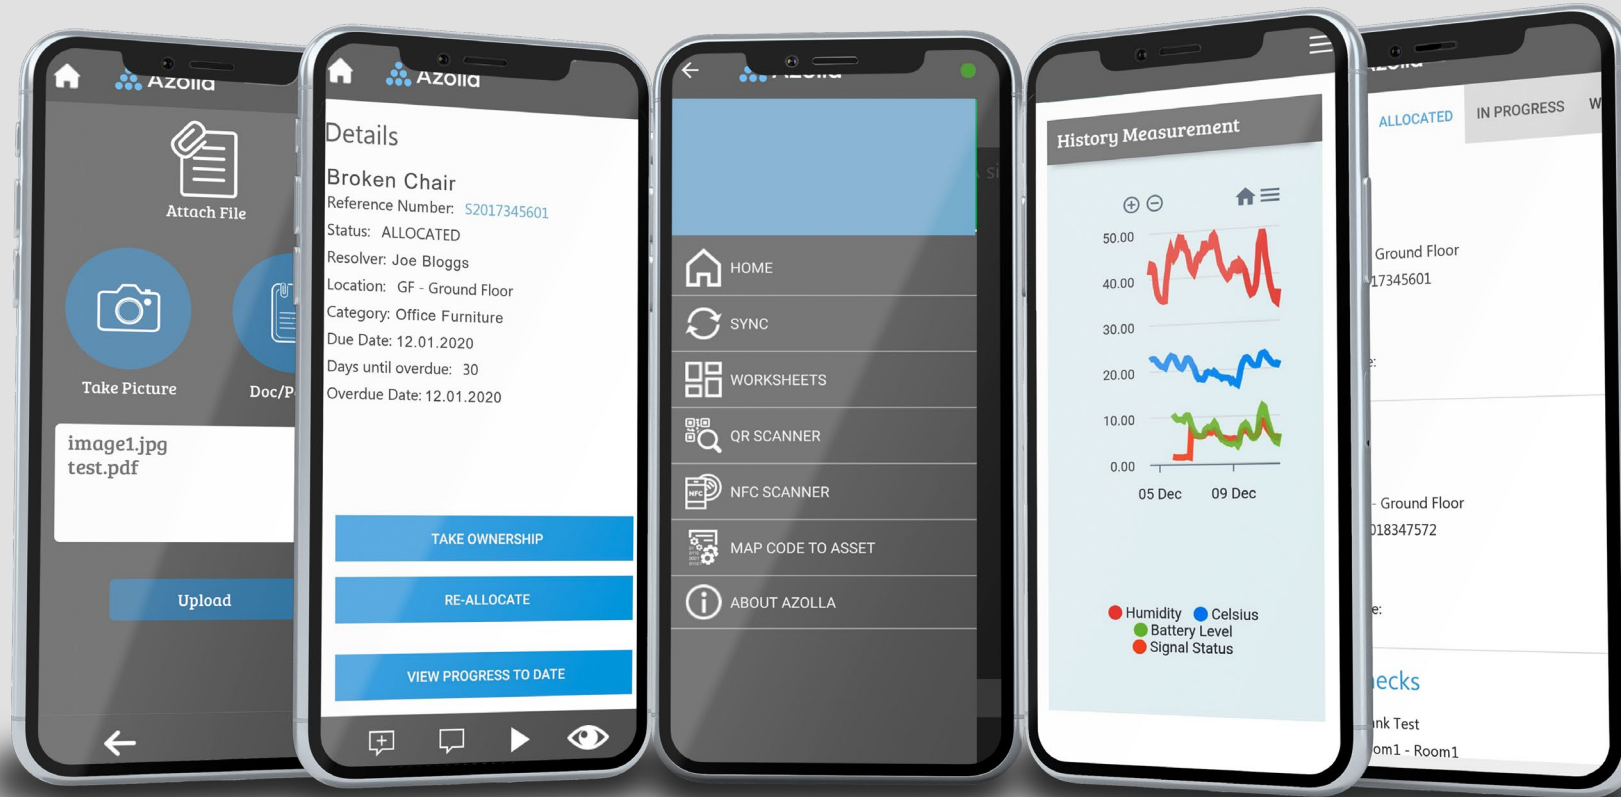 Azolla
Attach File
Take Picture
image1.jpg
test.pdf
Upload
Azolla
Details
Broken Chair
Reference Number: S2017345601
Status: ALLOCATED
Resolver: Joe Bloggs
Location: GF - Ground Floor
Category: Office Furniture
Due Date: 12.01.2020
Days until overdue: 30
Overdue Date: 12.01.2020
TAKE OWNERSHIP
RE-ALLOCATE
VIEW PROGRESS TO DATE
HOME
SYNC
WORKSHEETS
QR SCANNER
NFC
NFC SCANNER
MAP CODE TO ASSET
ABOUT AZOLLA
History Measurement
50.00
40.00
30.00
20.00
10.00
0.00
05 Dec 09 Dec
Humidity Celsius
Battery Level
Signal Status
ALLOCATED IN PROGRESS W
Ground Floor
17345601
- Ground Floor
018347572
ecks
nk Test
om1 - Room1